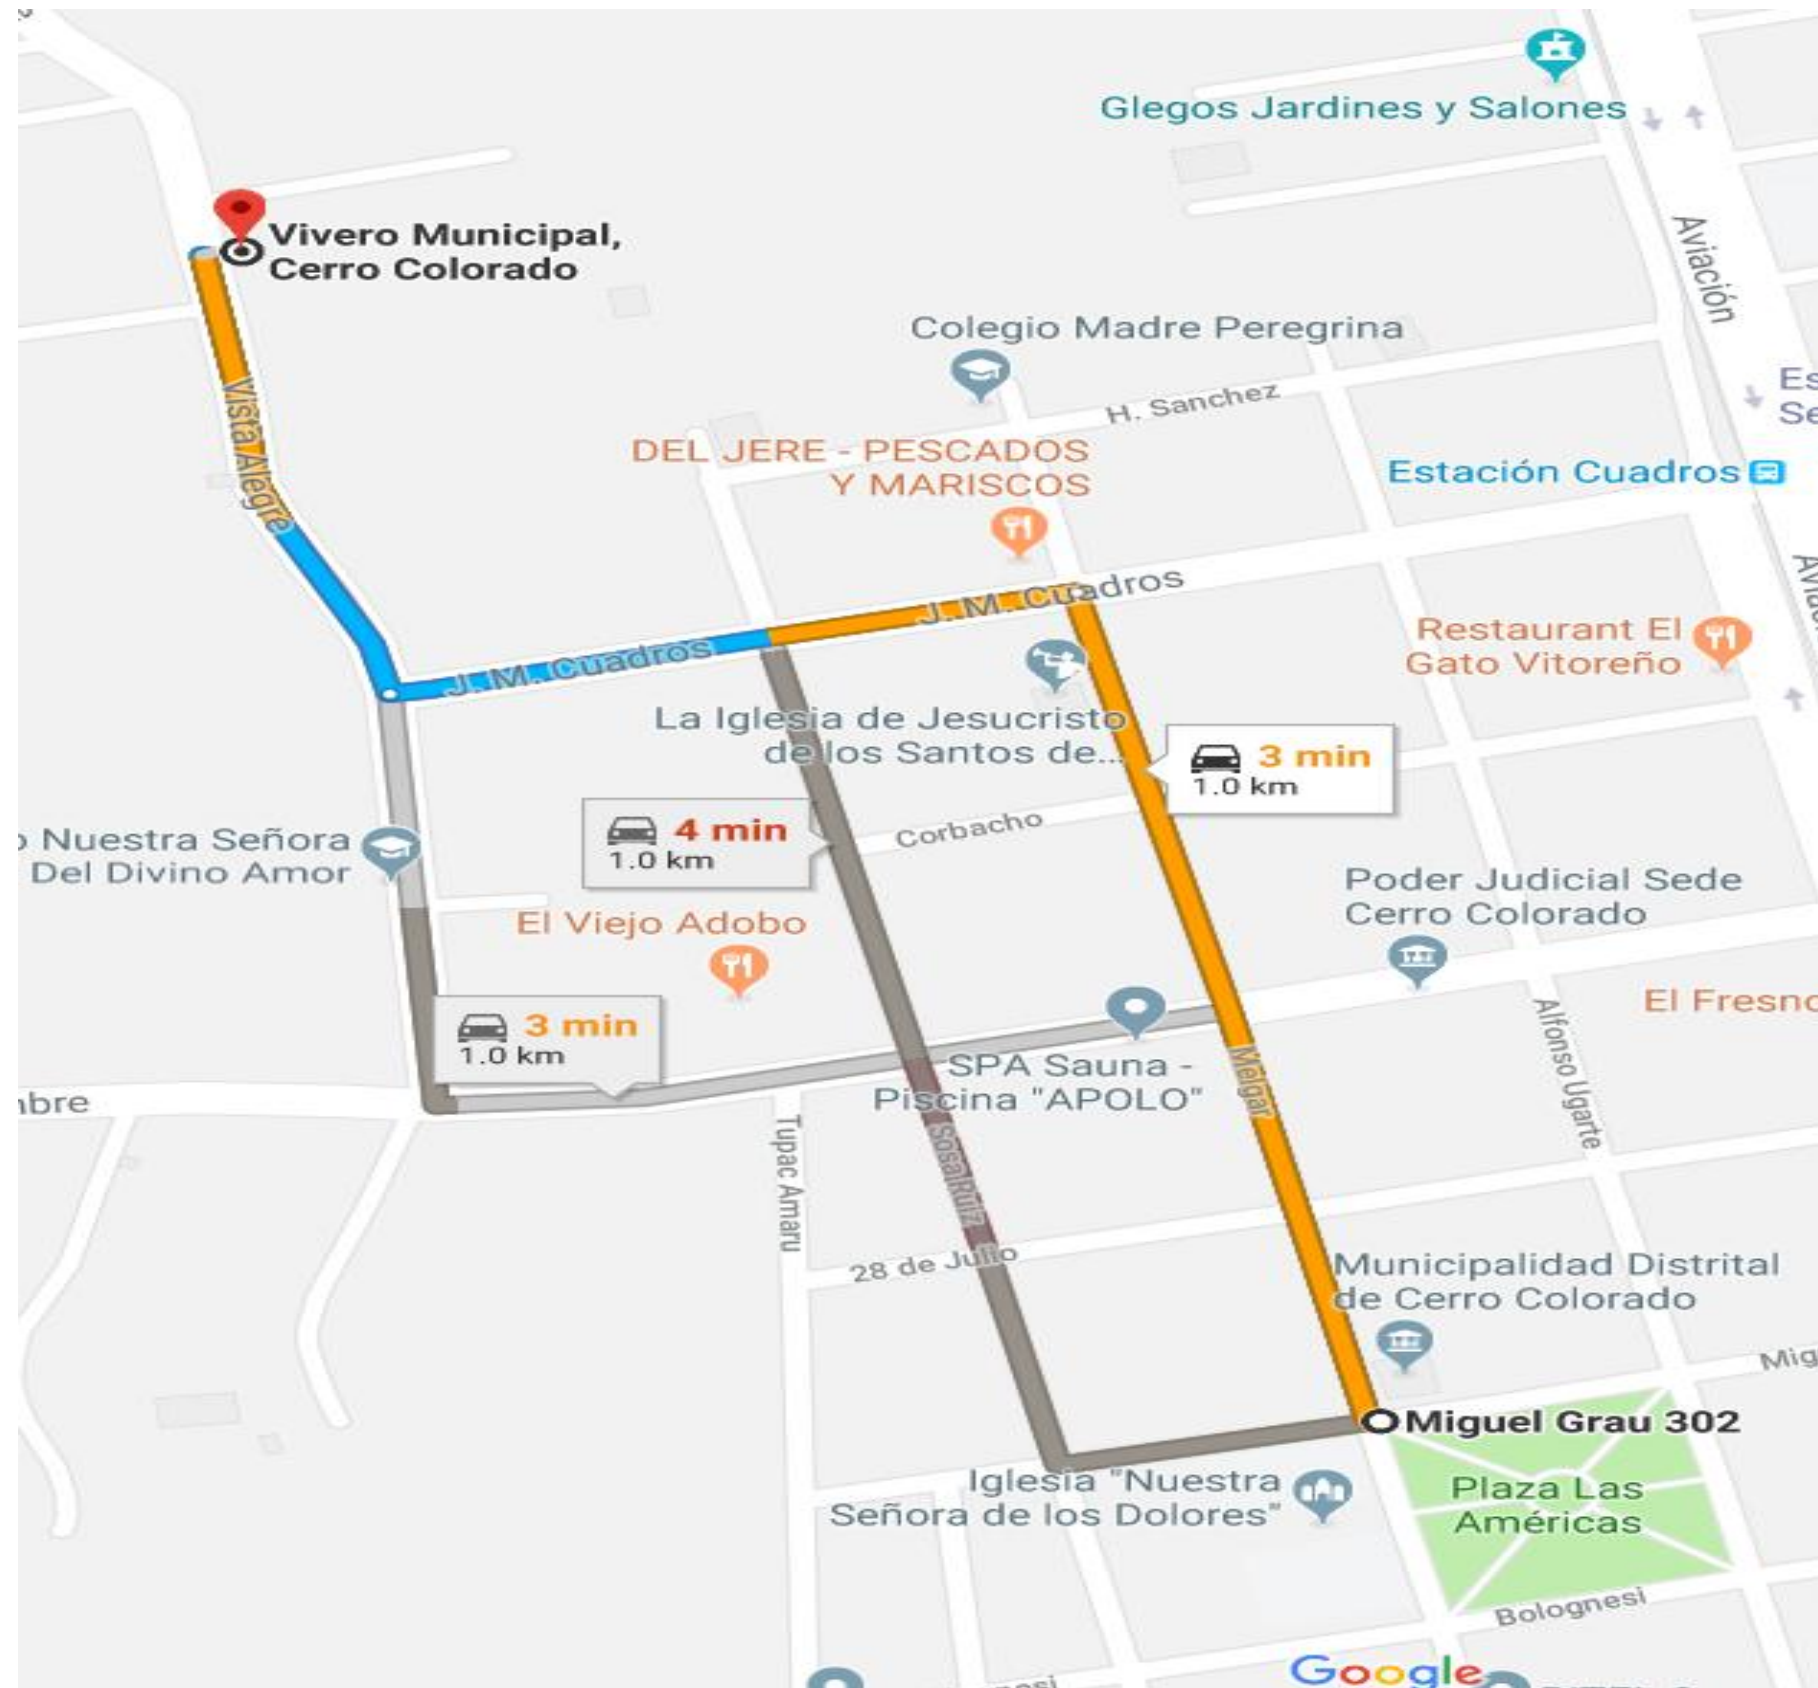 Glegos Jardines y Salones
Aviación
Vivero Municipal,
Cerro Colorado
Colegio Madre Peregrina
H. Sanchez
Es
Se
Vista Alegre
DEL JERE - PESCADOS
Y MARISCOS
Estación Cuadros
J. M. Cuadros
J. M. Cuadros
Restaurant El
Gato Vitoreño
La Iglesia de Jesucristo
de los Santos de...
3 min
1.0 km
4 min
1.0 km
Corbacho
Nuestra Señora
Del Divino Amor
El Viejo Adobo
Poder Judicial Sede
Cerro Colorado
3 min
1.0 km
El Fresno
Alfonso Ugarte
SPA Sauna -
Piscina "APOLO"
Melgar
mbre
Tupac Amaru
Sosa Ruiz
28 de Julio
Municipalidad Distrital
de Cerro Colorado
Mig
Miguel Grau 302
Iglesia "Nuestra
Señora de los Dolores"
Plaza Las
Américas
Bolognesi
Google